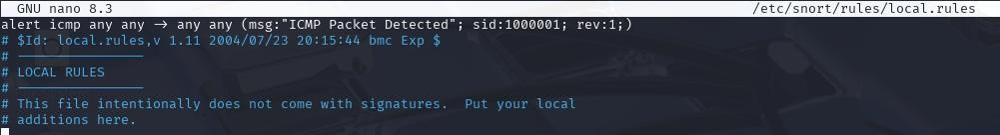 GNU nano 8.3 /etc/snort/rules/local.rules
alert icmp any any -> any any (msg:"ICMP Packet Detected"; sid:1000001; rev:1;)
# $Id: local.rules,v 1.11 2004/07/23 20:15:44 bmc Exp $
# ----------------
# LOCAL RULES
# ----------------
# This file intentionally does not come with signatures.  Put your local
# additions here.